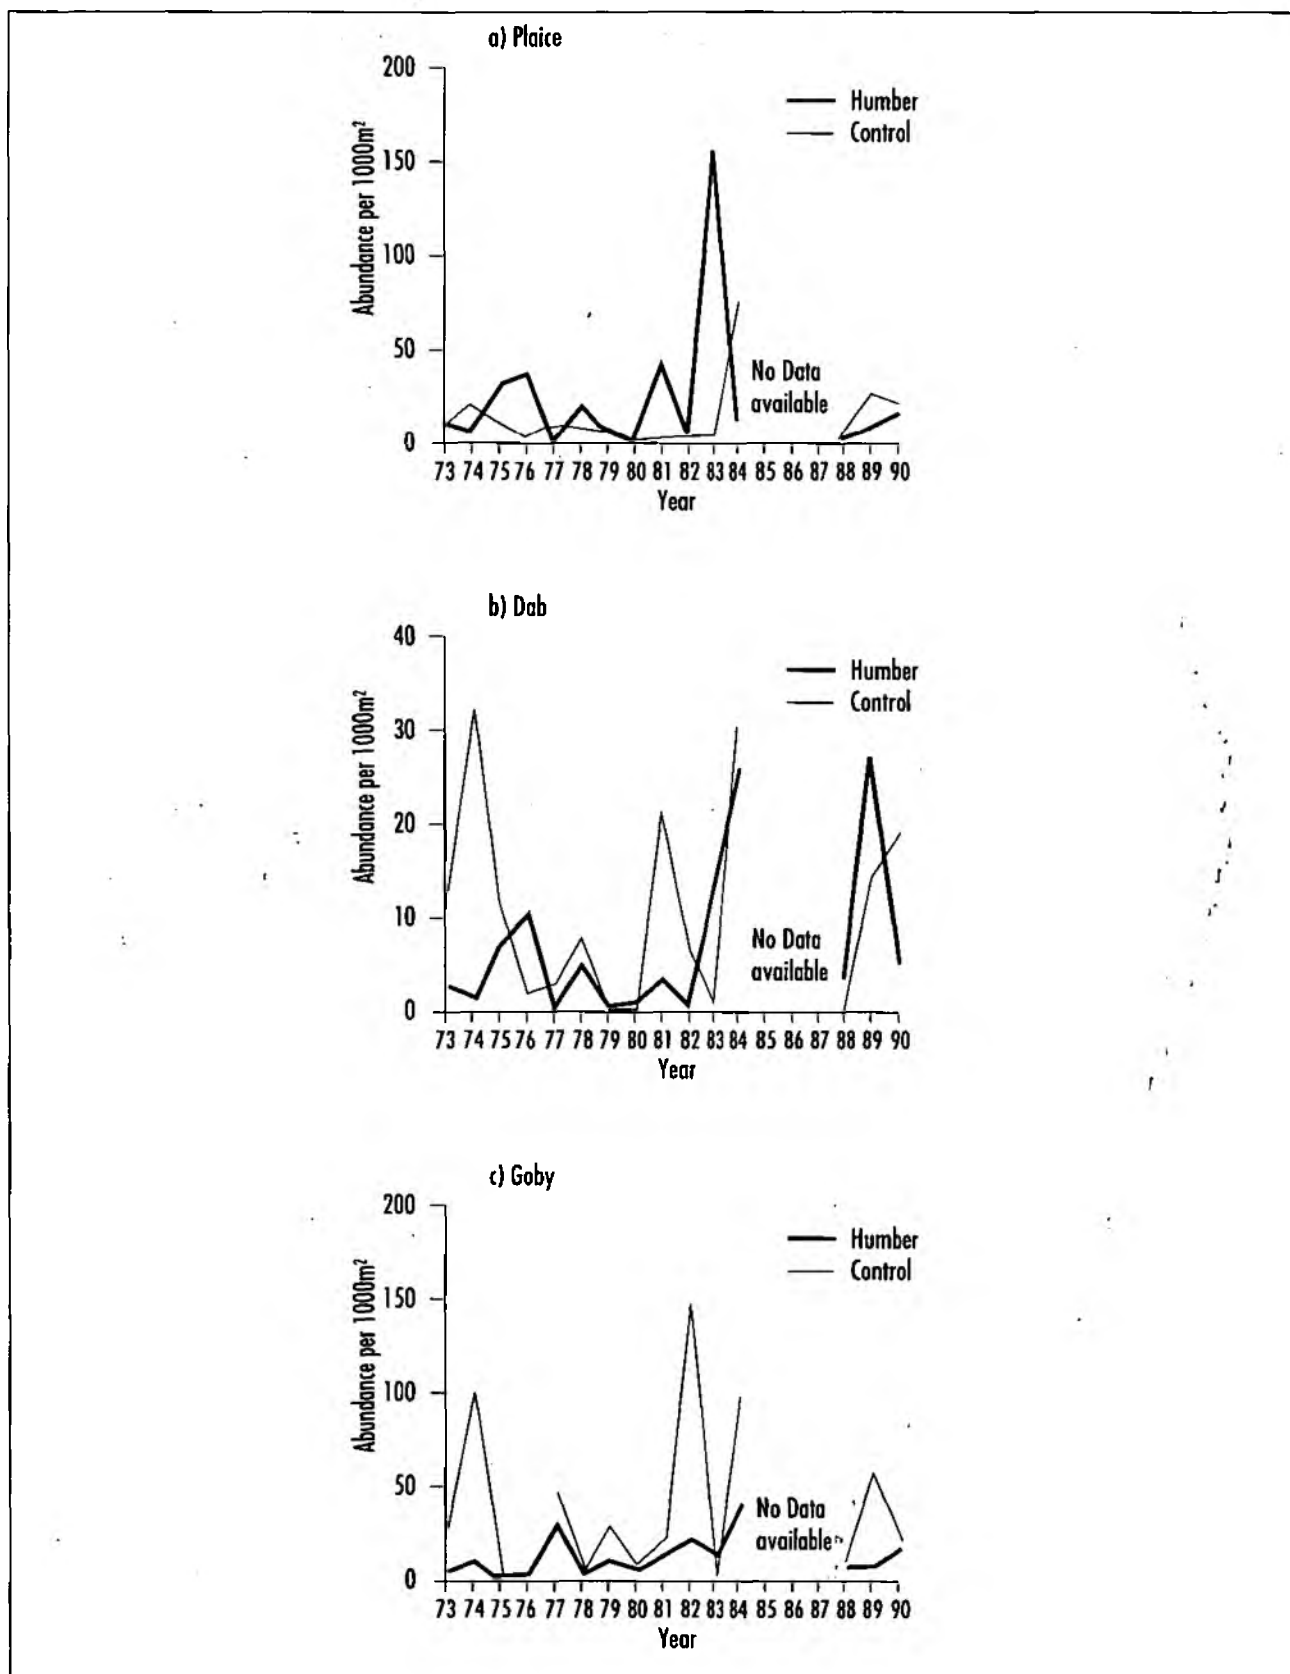 a) Plaice
200
150
100
50
0
Abundance per 1000m²
Humber
Control
No Data
available
73 74 75 76 77 78 79 80 81 82 83 84 85 86 87 88 89 90
Year
b) Dab
40
30
20
10
0
Abundance per 1000m²
Humber
Control
No Data
available
73 74 75 76 77 78 79 80 81 82 83 84 85 86 87 88 89 90
Year
c) Goby
200
150
100
50
0
Abundance per 1000m²
Humber
Control
No Data
available
73 74 75 76 77 78 79 80 81 82 83 84 85 86 87 88 89 90
Year